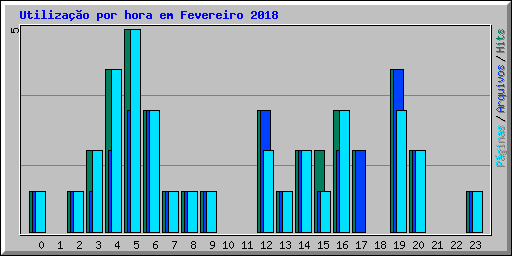 Utilização por hora em Fevereiro 2018
5
Páginas / Arquivos / Hits
0 1 2 3 4 5 6 7 8 9 10 11 12 13 14 15 16 17 18 19 20 21 22 23